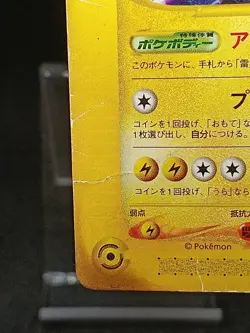 特殊体質
ポケボディー
ア
このポケモンに、手札から「雷
プ
コインを1回投げ、「おもて」な
1枚選び出し、自分につける。
コインを1回投げ、「うら」なら
弱点
抵抗力
© Pokémon